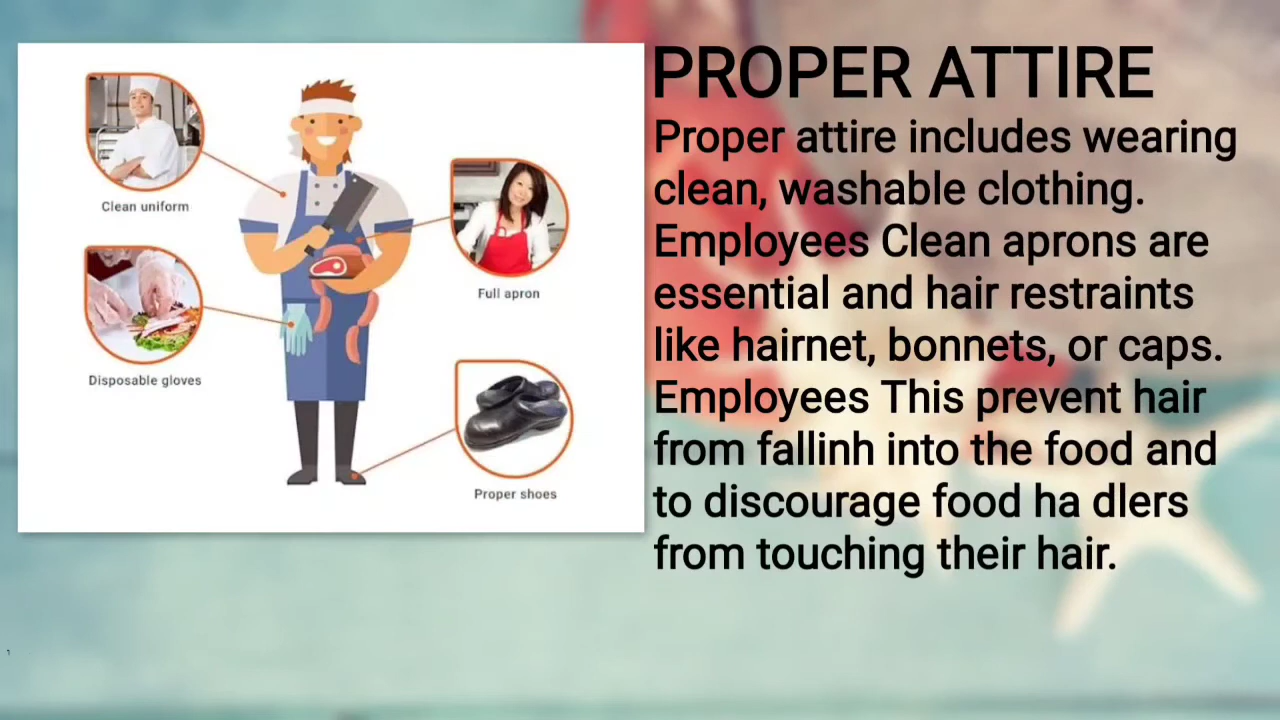 PROPER ATTIRE
Proper attire includes wearing
clean, washable clothing.
Employees Clean aprons are
essential and hair restraints
like hairnet, bonnets, or caps.
Employees This prevent hair
from fallinh into the food and
to discourage food ha dlers
from touching their hair.
Clean uniform
Full apron
Disposable gloves
Proper shoes